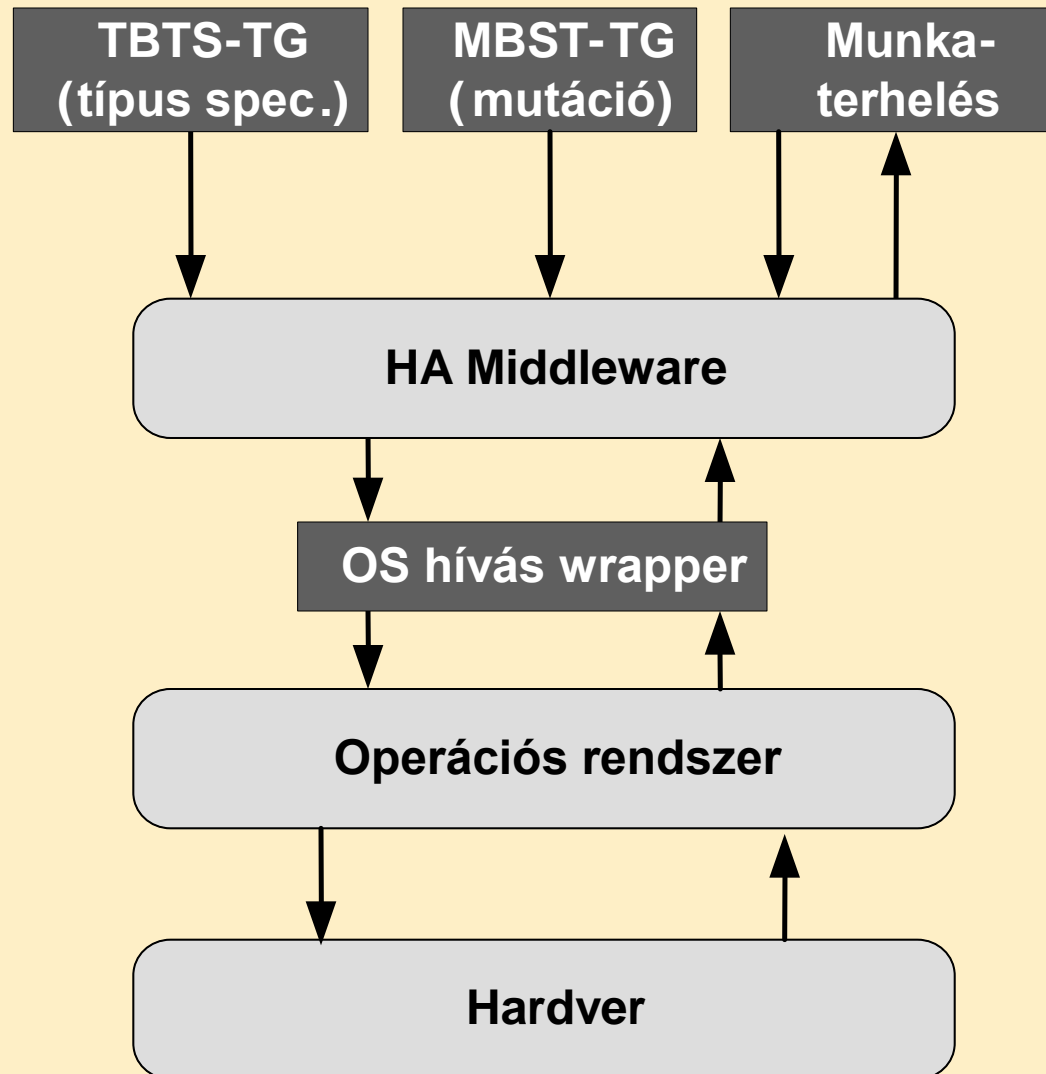 TBTS-TG
(típus spec.)
MBST-TG
(mutáció)
Munka-
terhelés
HA Middleware
OS hívás wrapper
Operációs rendszer
Hardver